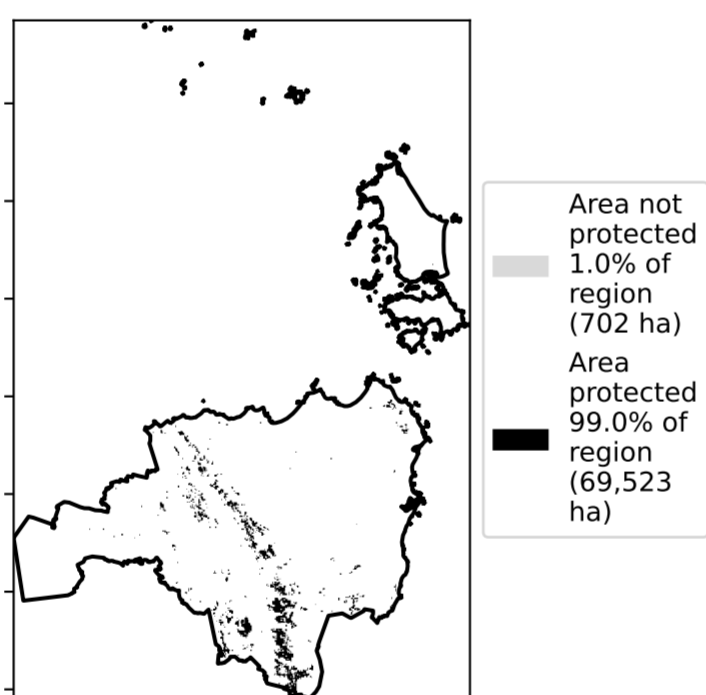 Area not
protected
1.0% of
region
(702 ha)
Area
protected
99.0% of
region
(69,523
ha)